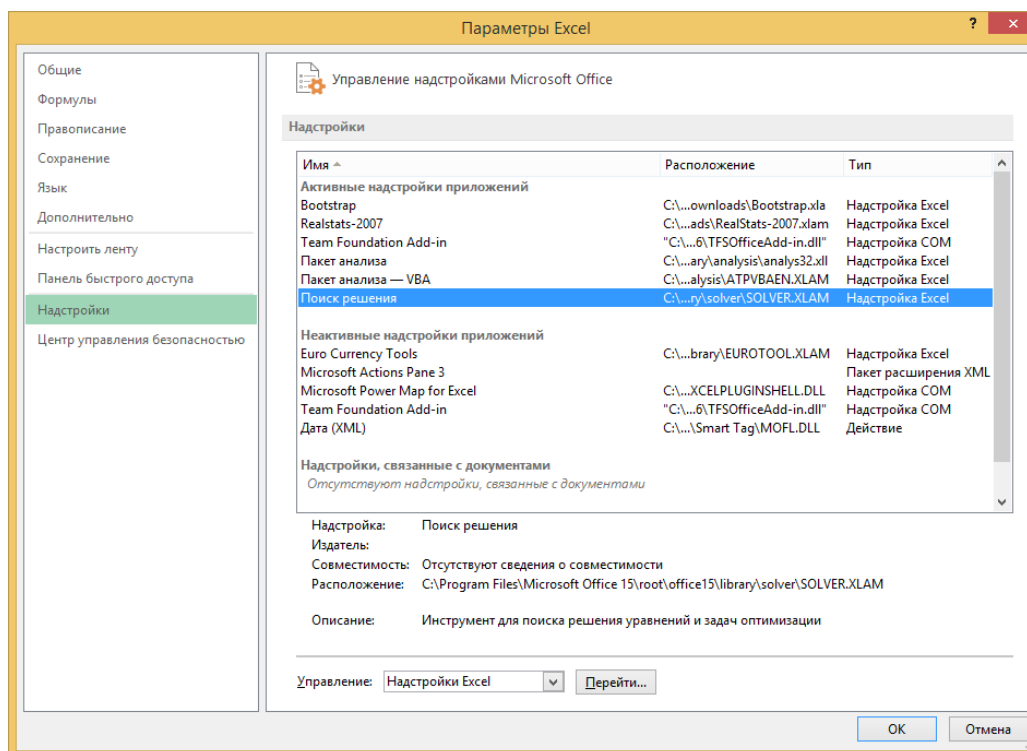 Параметры Excel
?
Общие
Формулы
Правописание
Сохранение
Язык
Дополнительно
Настроить ленту
Панель быстрого доступа
Надстройки
Центр управления безопасностью
Управление надстройками Microsoft Office
Надстройки
Имя Расположение Тип
Активные надстройки приложений
Bootstrap C:\...ownloads\Bootstrap.xla Надстройка Excel
Realstats-2007 C:\...ads\RealStats-2007.xlam Надстройка Excel
Team Foundation Add-in "C:\...6\TFSOfficeAdd-in.dll" Надстройка COM
Пакет анализа C:\...ary\analysis\analys32.xll Надстройка Excel
Пакет анализа — VBA C:\...alysis\ATPVBAEN.XLAM Надстройка Excel
Поиск решения C:\...ry\solver\SOLVER.XLAM Надстройка Excel
Неактивные надстройки приложений
Euro Currency Tools C:\...brary\EUROTOOL.XLAM Надстройка Excel
Microsoft Actions Pane 3 Пакет расширения XML
Microsoft Power Map for Excel C:\...XCELPLUGINSHELL.DLL Надстройка COM
Team Foundation Add-in "C:\...6\TFSOfficeAdd-in.dll" Надстройка COM
Дата (XML) C:\...\Smart Tag\MOFL.DLL Действие
Надстройки, связанные с документами
Отсутствуют надстройки, связанные с документами
Надстройка: Поиск решения
Издатель:
Совместимость: Отсутствуют сведения о совместимости
Расположение: C:\Program Files\Microsoft Office 15\root\office15\library\solver\SOLVER.XLAM
Описание: Инструмент для поиска решения уравнений и задач оптимизации
Управление: Надстройки Excel Перейти...
ОК Отмена